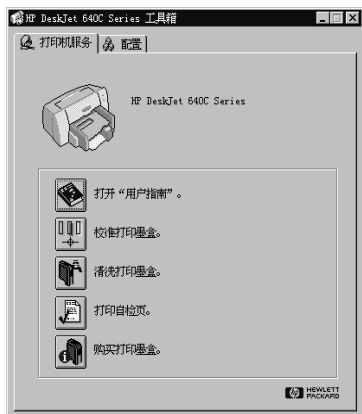 HP DeskJet 640C Series 工具箱
打印机服务 配置
HP DeskJet 640C Series
打开“用户指南”。
校准打印墨盒。
清洗打印墨盒。
打印自检页。
购买打印墨盒。
hp HEWLETT
PACKARD